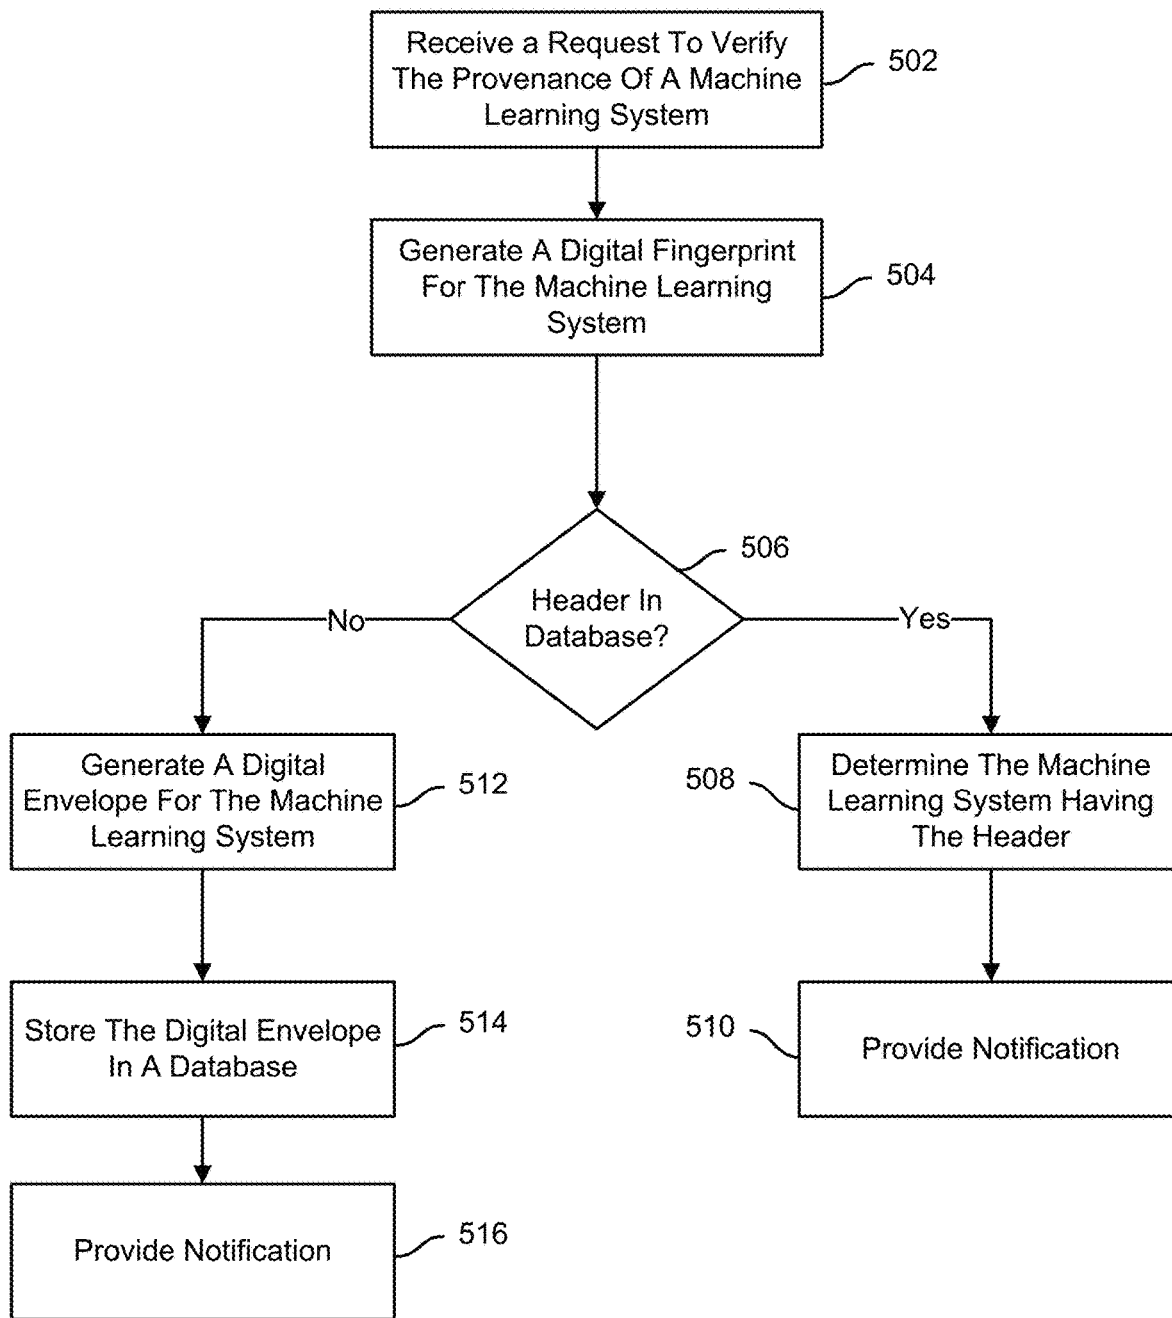 Receive a Request To Verify
The Provenance Of A Machine
Learning System
502
Generate A Digital Fingerprint
For The Machine Learning
System
504
506
Header In
Database?
No
Yes
Generate A Digital
Envelope For The Machine
Learning System
512
508
Determine The Machine
Learning System Having
The Header
Store The Digital Envelope
In A Database
514
510
Provide Notification
Provide Notification
516